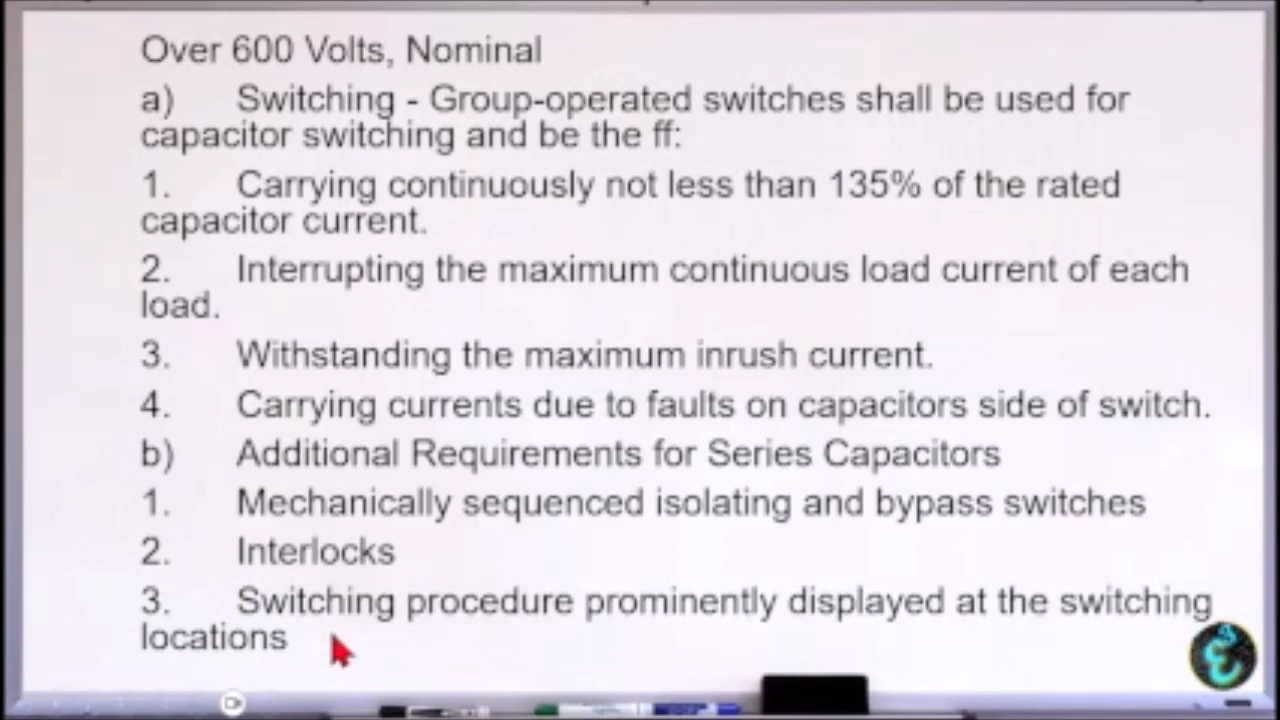 Over 600 Volts, Nominal
a) Switching - Group-operated switches shall be used for
capacitor switching and be the ff:
1. Carrying continuously not less than 135% of the rated
capacitor current.
2. Interrupting the maximum continuous load current of each
load.
3. Withstanding the maximum inrush current.
4. Carrying currents due to faults on capacitors side of switch.
b) Additional Requirements for Series Capacitors
1. Mechanically sequenced isolating and bypass switches
2. Interlocks
3. Switching procedure prominently displayed at the switching
locations